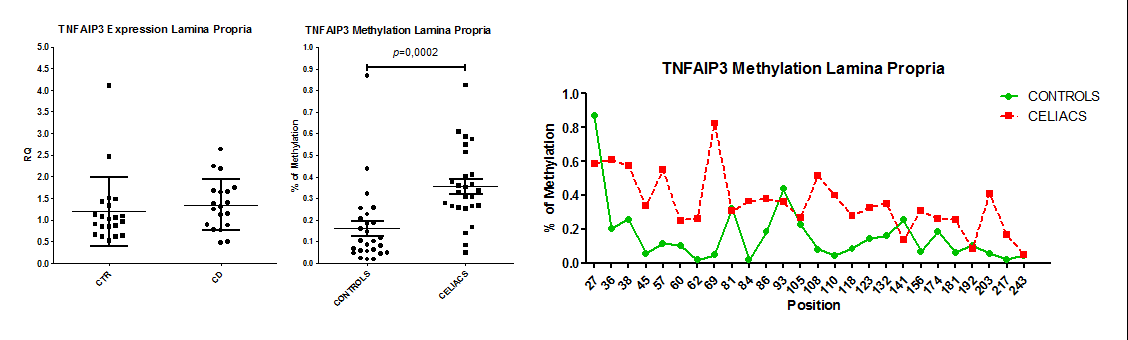 TNFAIP3 Expression Lamina Propria
5.0
4.5
4.0
3.5
3.0
2.5
2.0
1.5
1.0
0.5
0.0
RQ
CTR
CD
TNFAIP3 Methylation Lamina Propria
p=0,0002
1.0
0.9
0.8
0.7
0.6
0.5
0.4
0.3
0.2
0.1
0.0
% of Methylation
CONTROLS
CELIACS
TNFAIP3 Methylation Lamina Propria
CONTROLS
CELIACS
1.0
0.8
0.6
0.4
0.2
0.0
% of Methylation
27 36 38 45 57 60 62 69 81 84 86 93 105 108 110 118 123 132 141 156 174 181 192 203 217 243
Position